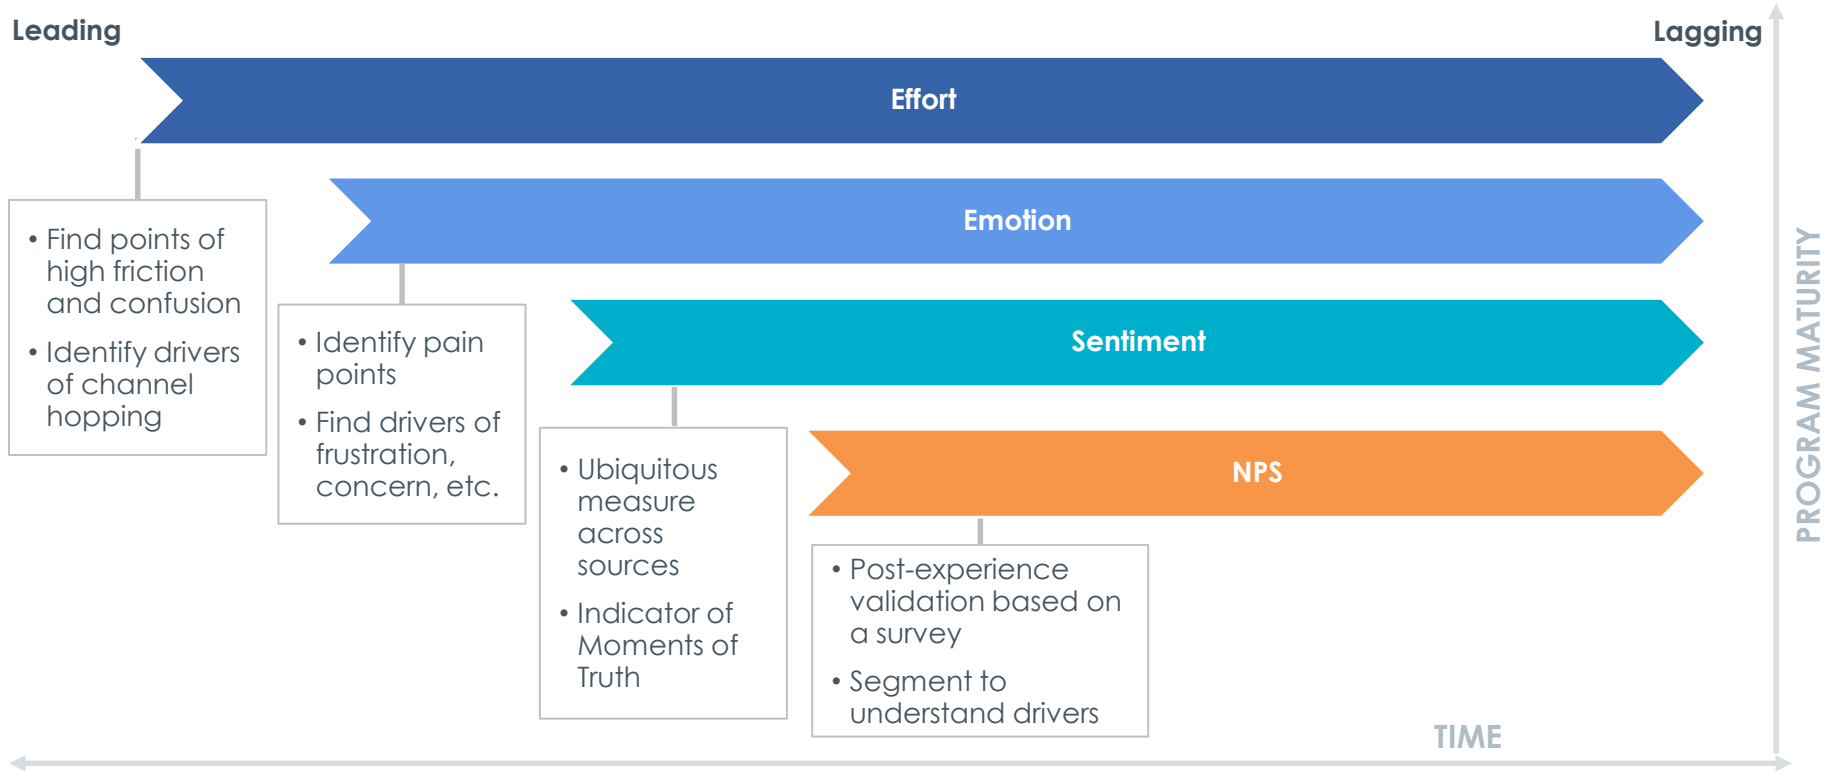 Leading
Lagging
Effort
Emotion
Sentiment
NPS
• Find points of
high friction
and confusion
• Identify drivers
of channel
hopping
• Identify pain
points
• Find drivers of
frustration,
concern, etc.
• Ubiquitous
measure
across
sources
• Indicator of
Moments of
Truth
• Post-experience
validation based on
a survey
• Segment to
understand drivers
TIME
PROGRAM MATURITY